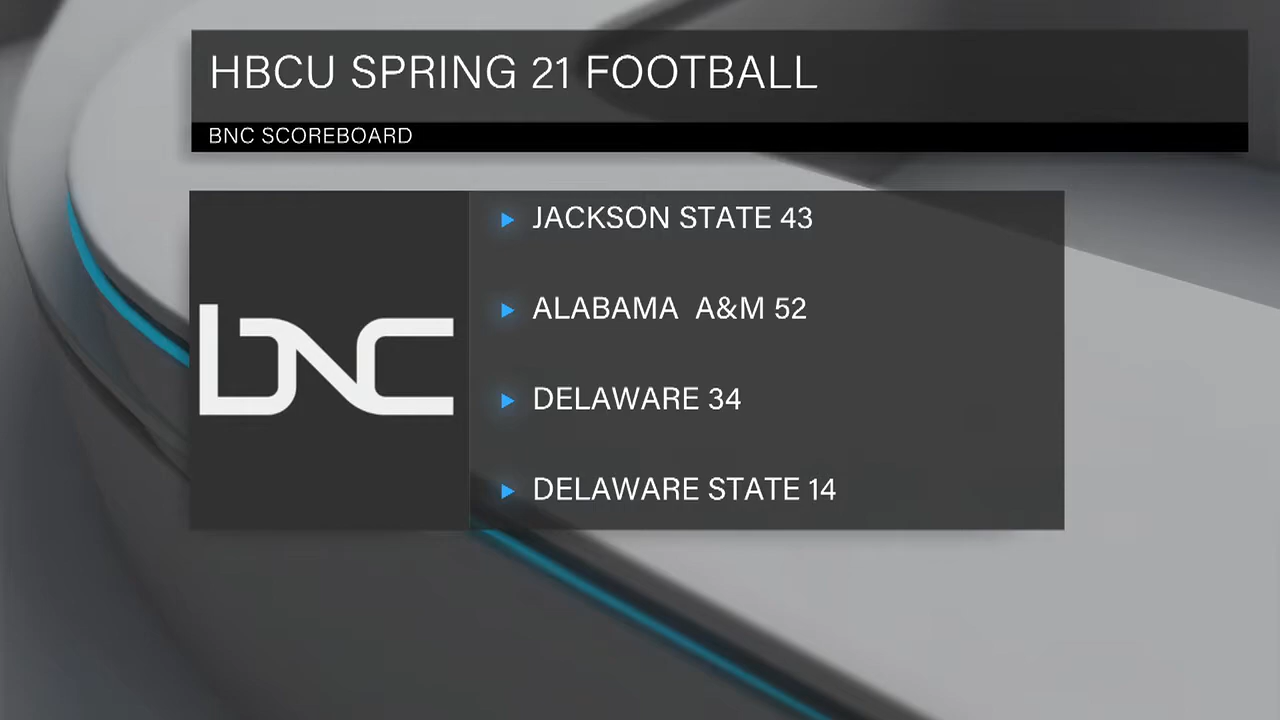 HBCU SPRING 21 FOOTBALL
BNC SCOREBOARD
JACKSON STATE 43
ALABAMA  A&M 52
bnc
DELAWARE 34
DELAWARE STATE 14